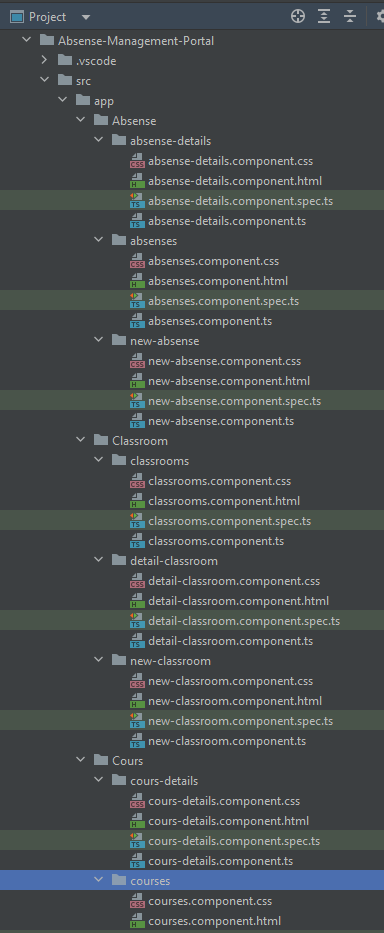 Project
Absense-Management-Portal
.vscode
src
app
Absense
absense-details
absense-details.component.css
absense-details.component.html
absense-details.component.spec.ts
absense-details.component.ts
absenses
absenses.component.css
absenses.component.html
absenses.component.spec.ts
absenses.component.ts
new-absense
new-absense.component.css
new-absense.component.html
new-absense.component.spec.ts
new-absense.component.ts
Classroom
classrooms
classrooms.component.css
classrooms.component.html
classrooms.component.spec.ts
classrooms.component.ts
detail-classroom
detail-classroom.component.css
detail-classroom.component.html
detail-classroom.component.spec.ts
detail-classroom.component.ts
new-classroom
new-classroom.component.css
new-classroom.component.html
new-classroom.component.spec.ts
new-classroom.component.ts
Cours
cours-details
cours-details.component.css
cours-details.component.html
cours-details.component.spec.ts
cours-details.component.ts
courses
courses.component.css
courses.component.html